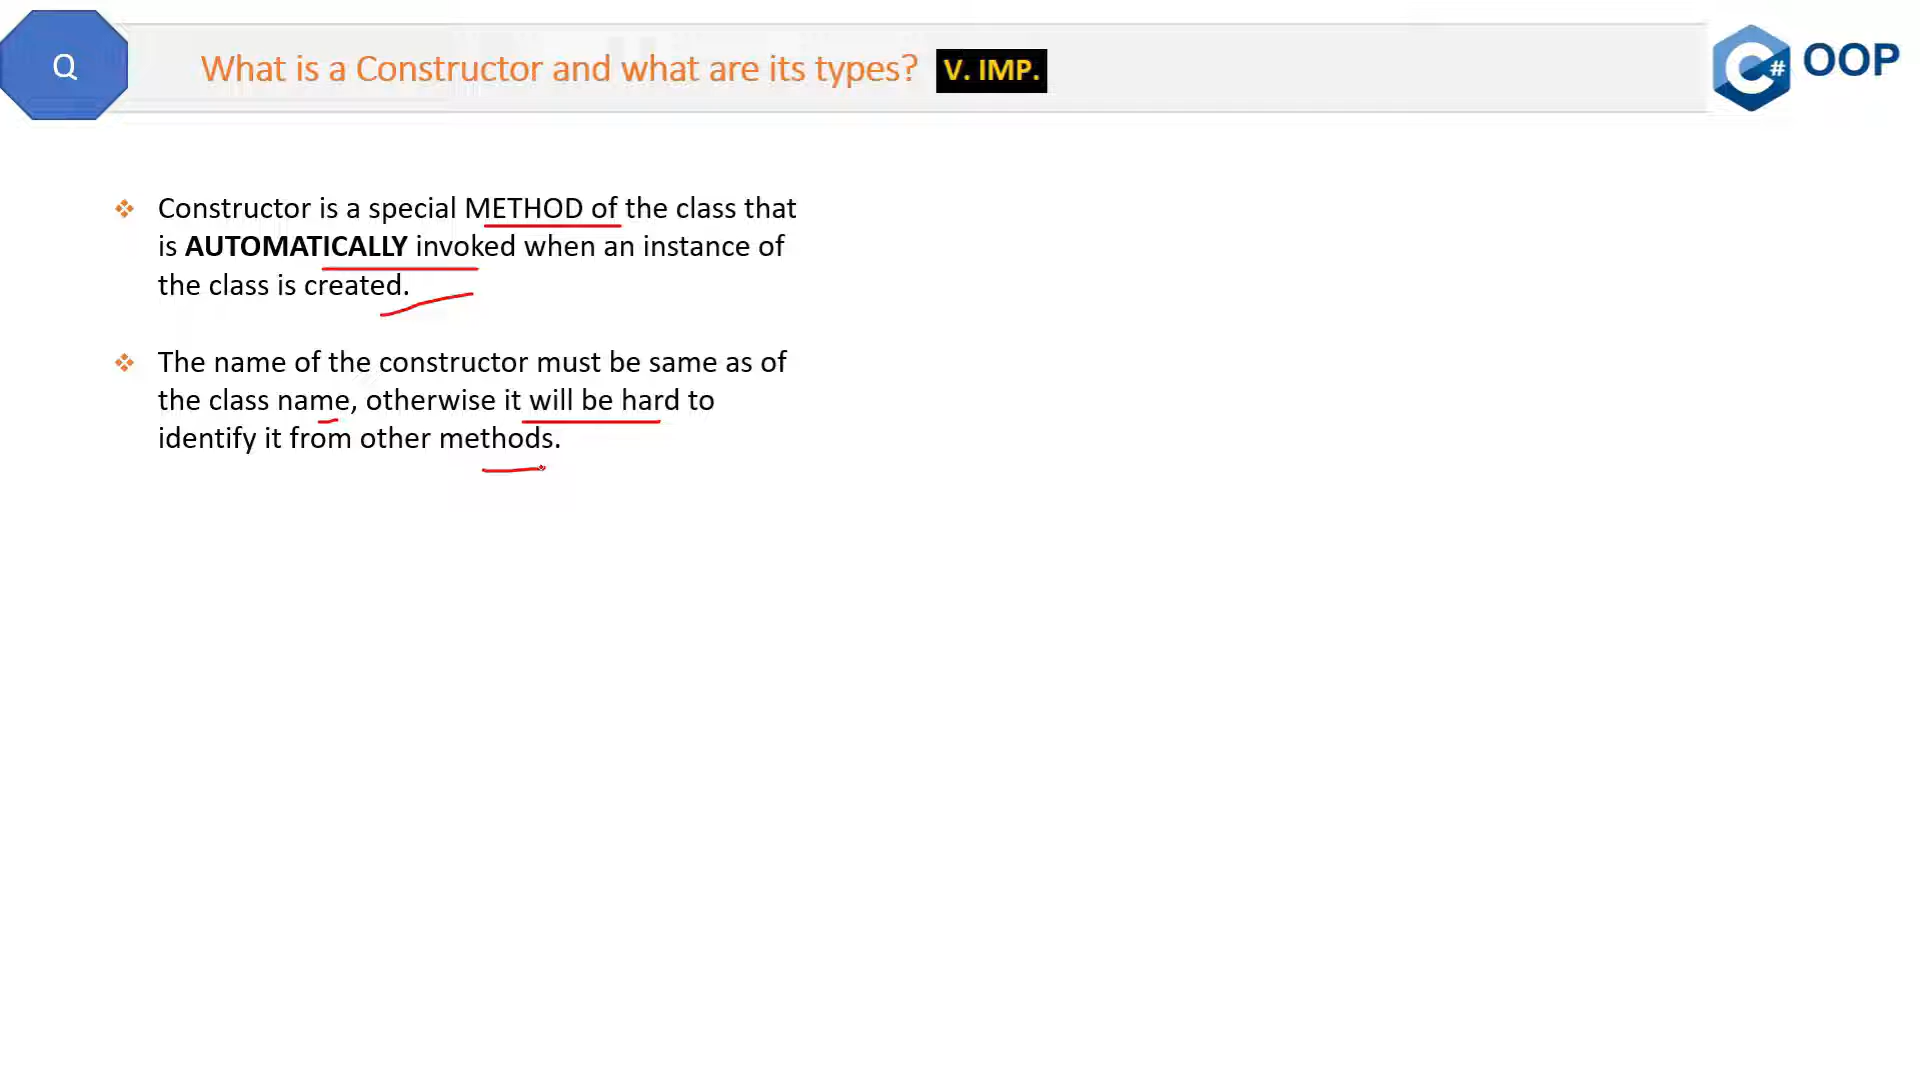 Q
What is a Constructor and what are its types? V. IMP.
C# OOP
Constructor is a special METHOD of the class that
is AUTOMATICALLY invoked when an instance of
the class is created.
The name of the constructor must be same as of
the class name, otherwise it will be hard to
identify it from other methods.